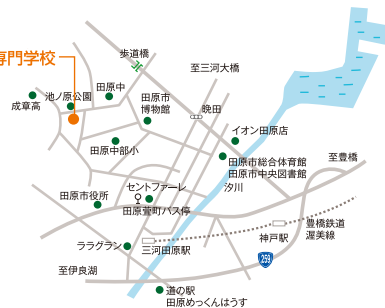 歩道橋
専門学校
至三河大橋
田原中
池ノ原公園
成章高
田原市
博物館
晩田
イオン田原店
田原中部小
田原市総合体育館
田原市中央図書館
至豊橋
汐川
セントファーレ
田原市役所
田原萱町バス停
豊橋鉄道
渥美線
ララグラン
三河田原駅
神戸駅
259
至伊良湖
道の駅
田原めっくんはうす